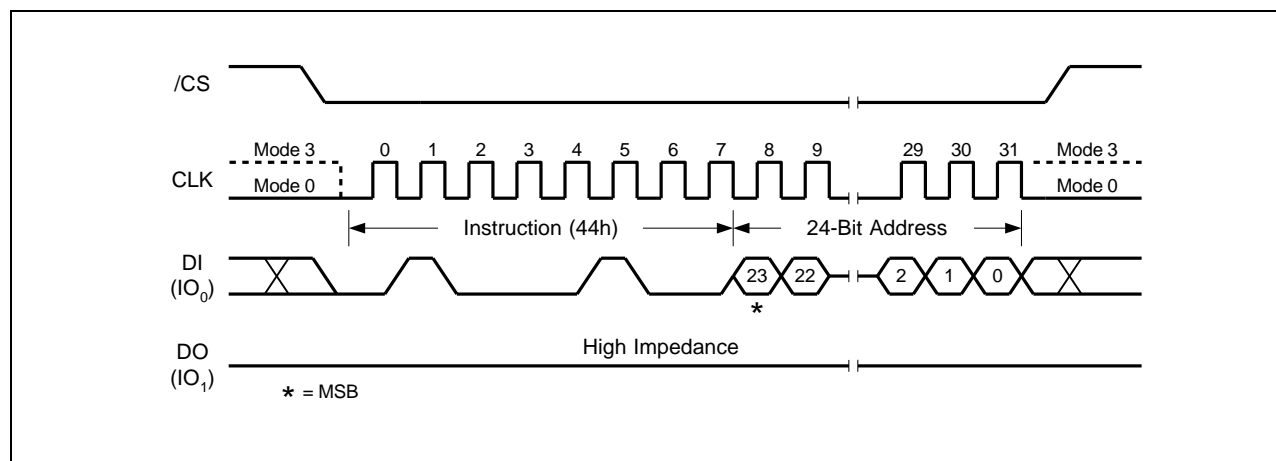 /CS
Mode 3
0 1 2 3 4 5 6 7 8 9 29 30 31
Mode 3
CLK
Mode 0
Mode 0
Instruction (44h)
24-Bit Address
DI
(IO₀)
23 22 2 1 0
*
DO
(IO₁)
High Impedance
* = MSB